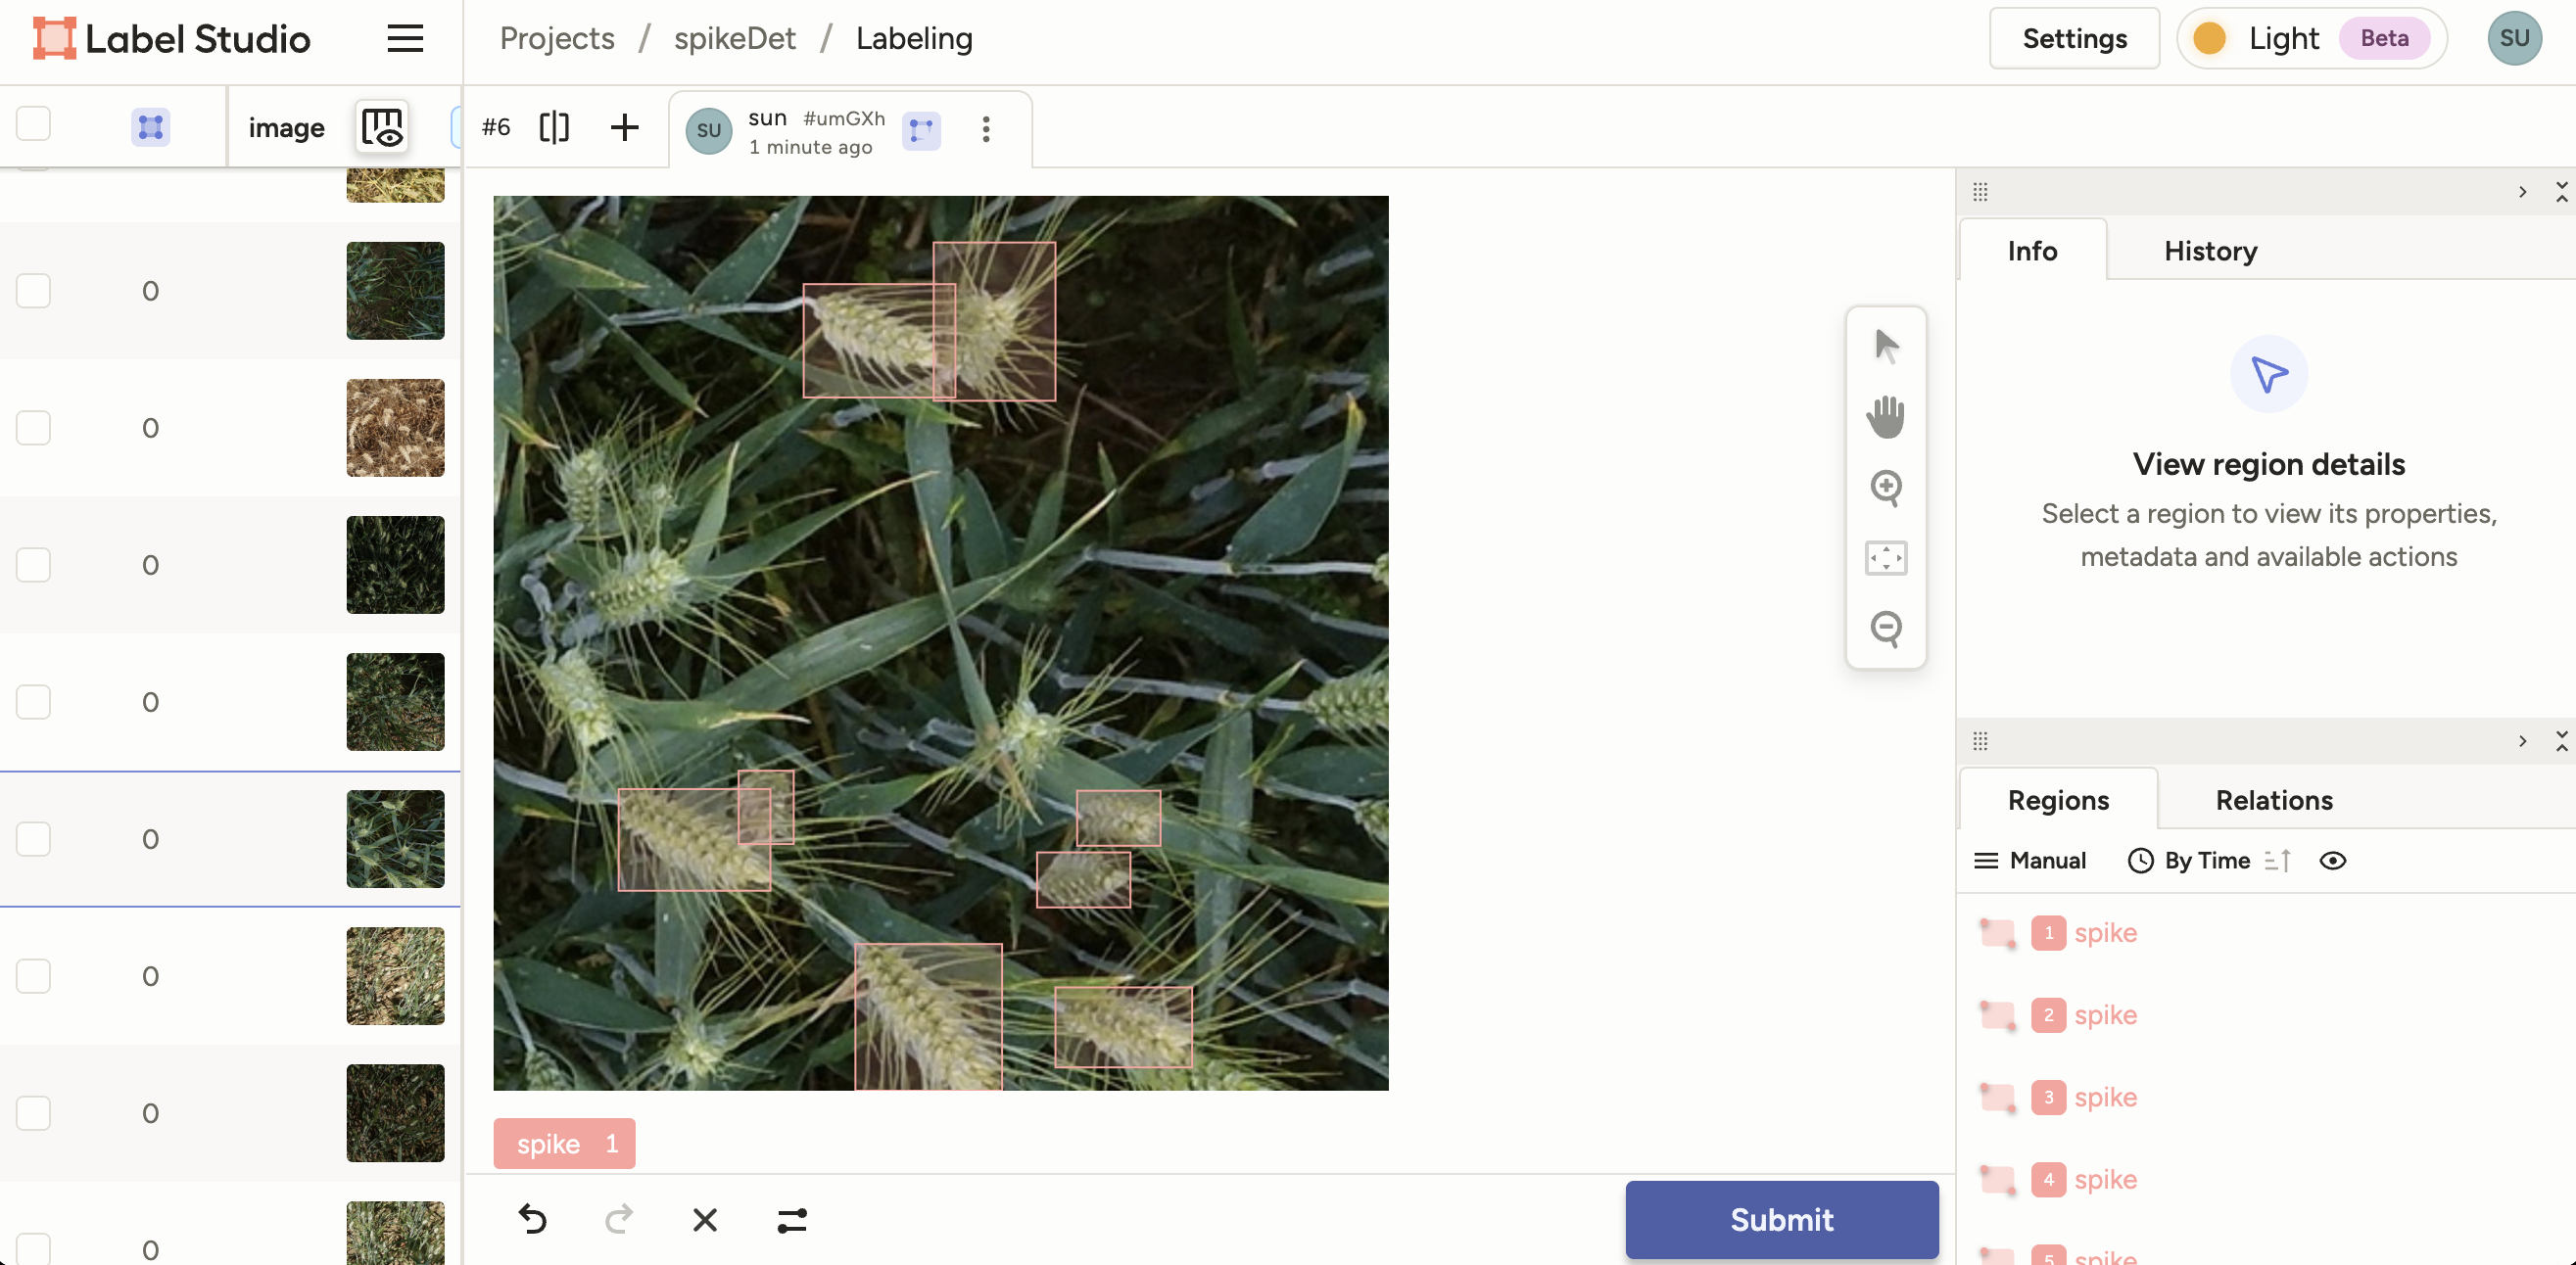 Label Studio
Projects / spikeDet / Labeling
Settings
Light Beta
SU
image
#6
SU
sun #umGXh
1 minute ago
0
0
0
0
0
0
0
0
Info
History
View region details
Select a region to view its properties,
metadata and available actions
Regions
Relations
Manual
By Time
1 spike
2 spike
3 spike
4 spike
5 spike
spike 1
Submit